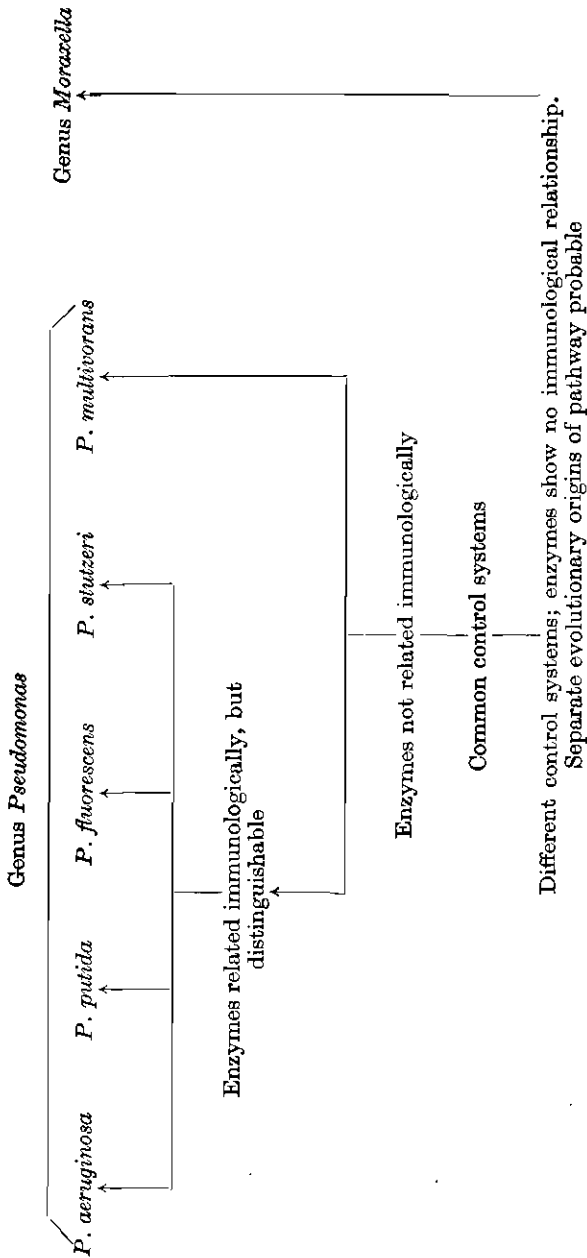 Genus Pseudomonas
Genus Moraxella
P. aeruginosa
P. putida
P. fluorescens
P. stutzeri
P. multivorans
Enzymes related immunologically, but
distinguishable
Enzymes not related immunologically
Common control systems
Different control systems; enzymes show no immunological relationship.
Separate evolutionary origins of pathway probable